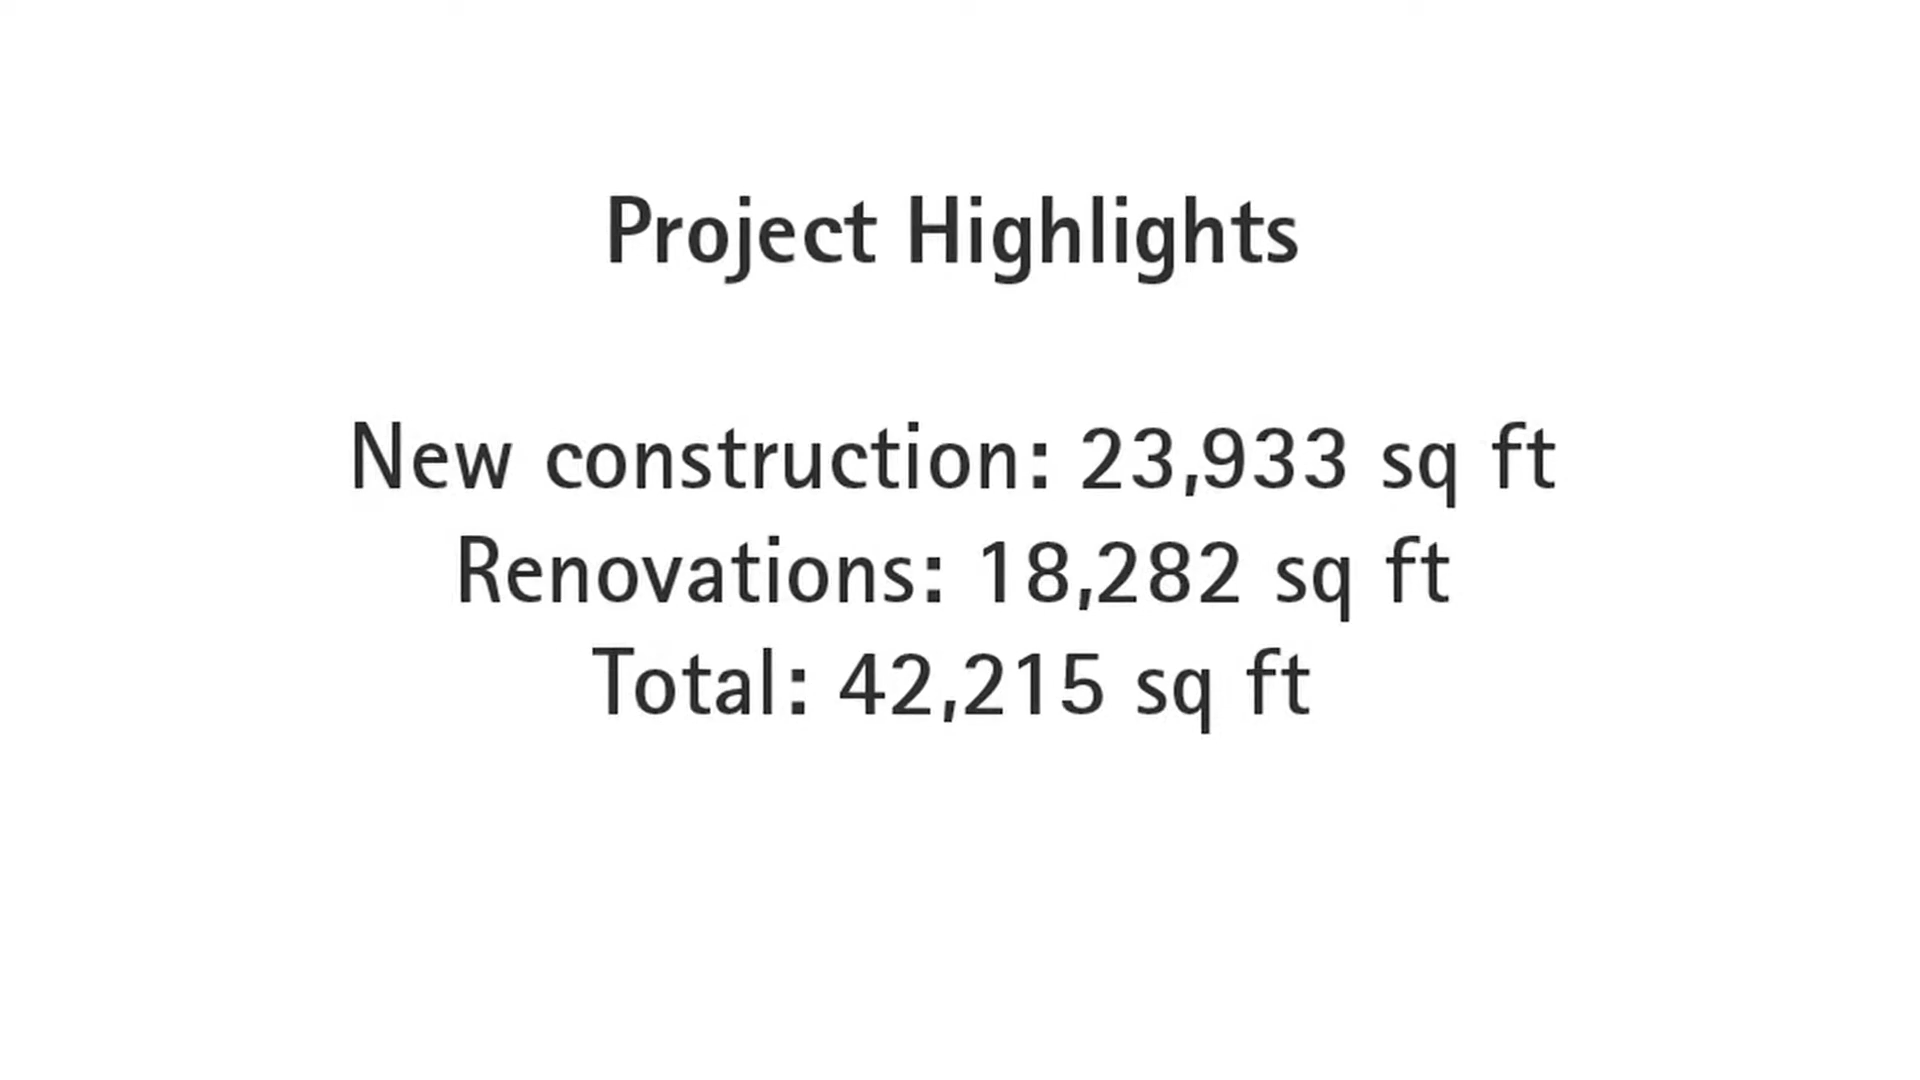 Project Highlights
New construction: 23,933 sq ft
Renovations: 18,282 sq ft
Total: 42,215 sq ft